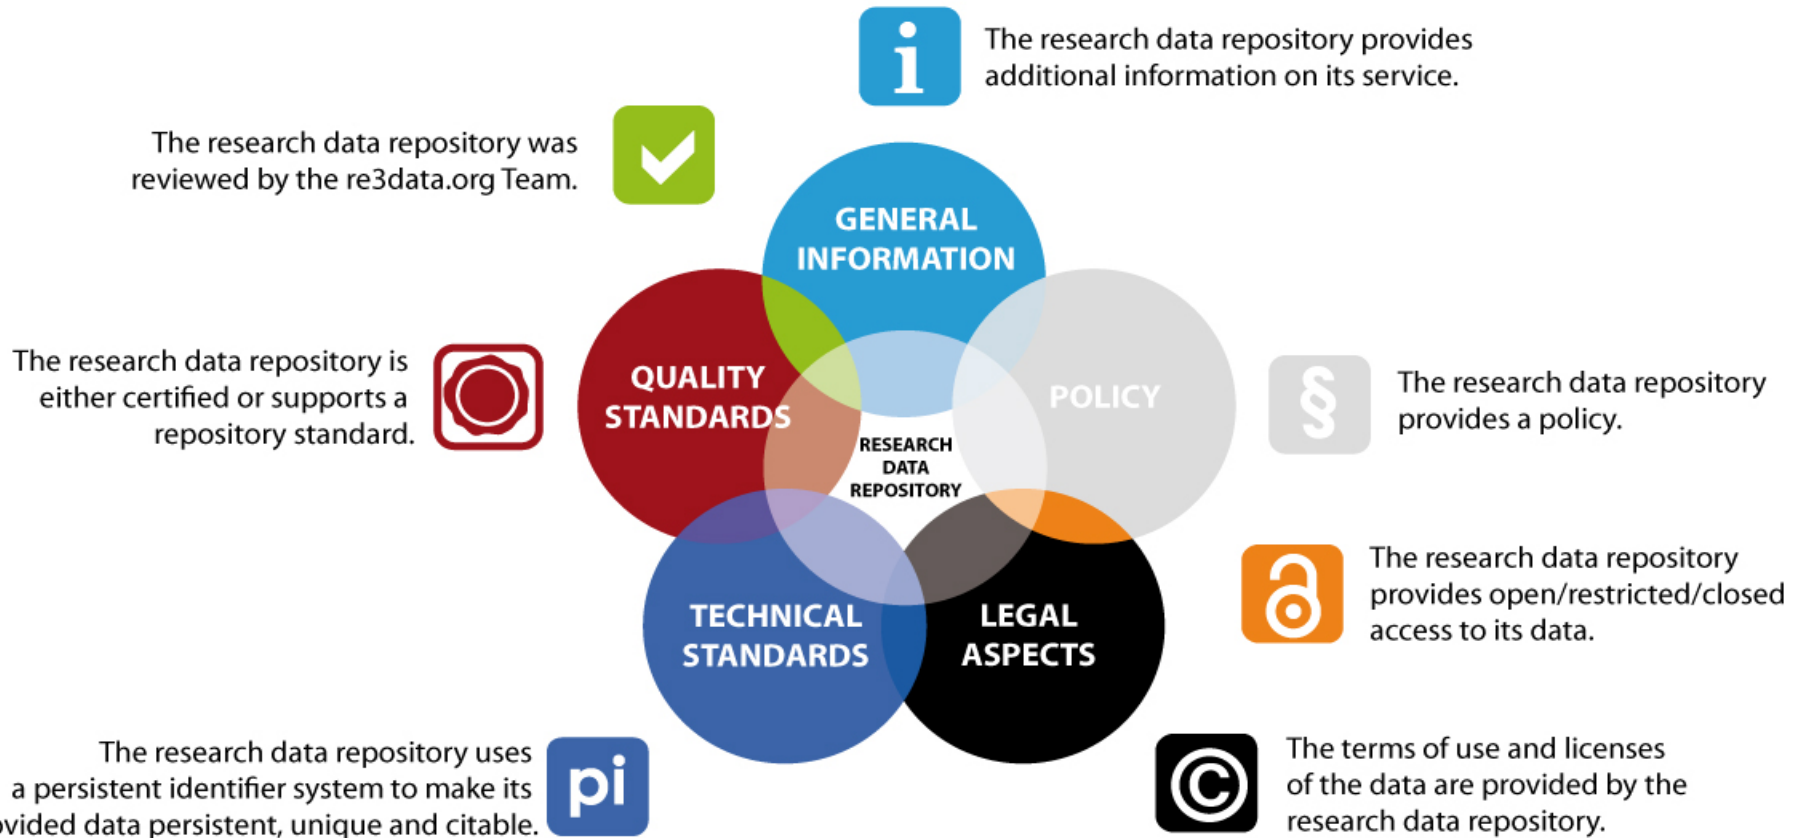 i
The research data repository provides
additional information on its service.
The research data repository was
reviewed by the re3data.org Team.
GENERAL
INFORMATION
QUALITY
STANDARDS
POLICY
RESEARCH
DATA
REPOSITORY
The research data repository is
either certified or supports a
repository standard.
§
The research data repository
provides a policy.
TECHNICAL
STANDARDS
LEGAL
ASPECTS
The research data repository
provides open/restricted/closed
access to its data.
The research data repository uses
a persistent identifier system to make its
data persistent, unique and citable.
pi
©
The terms of use and licenses
of the data are provided by the
research data repository.